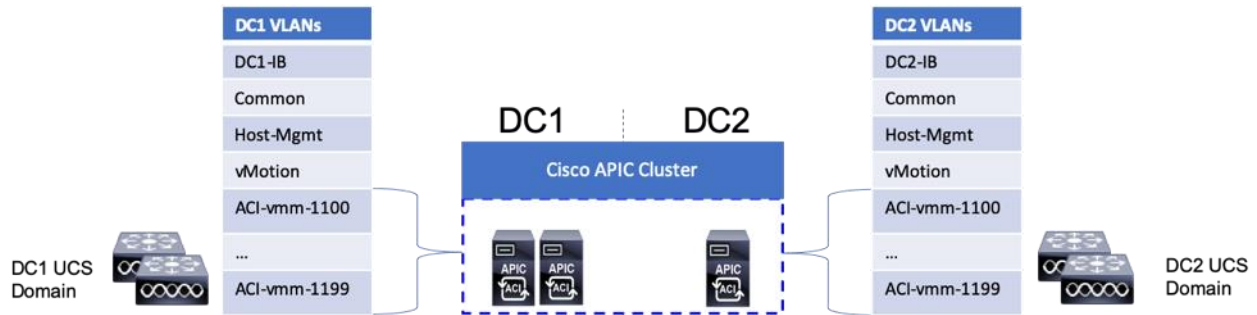 DC1 VLANs
DC1-IB
Common
Host-Mgmt
vMotion
ACI-vmm-1100
...
ACI-vmm-1199
DC1 UCS
Domain
DC1
DC2
Cisco APIC Cluster
APIC
ACI
APIC
ACI
APIC
ACI
DC2 VLANs
DC2-IB
Common
Host-Mgmt
vMotion
ACI-vmm-1100
...
ACI-vmm-1199
DC2 UCS
Domain